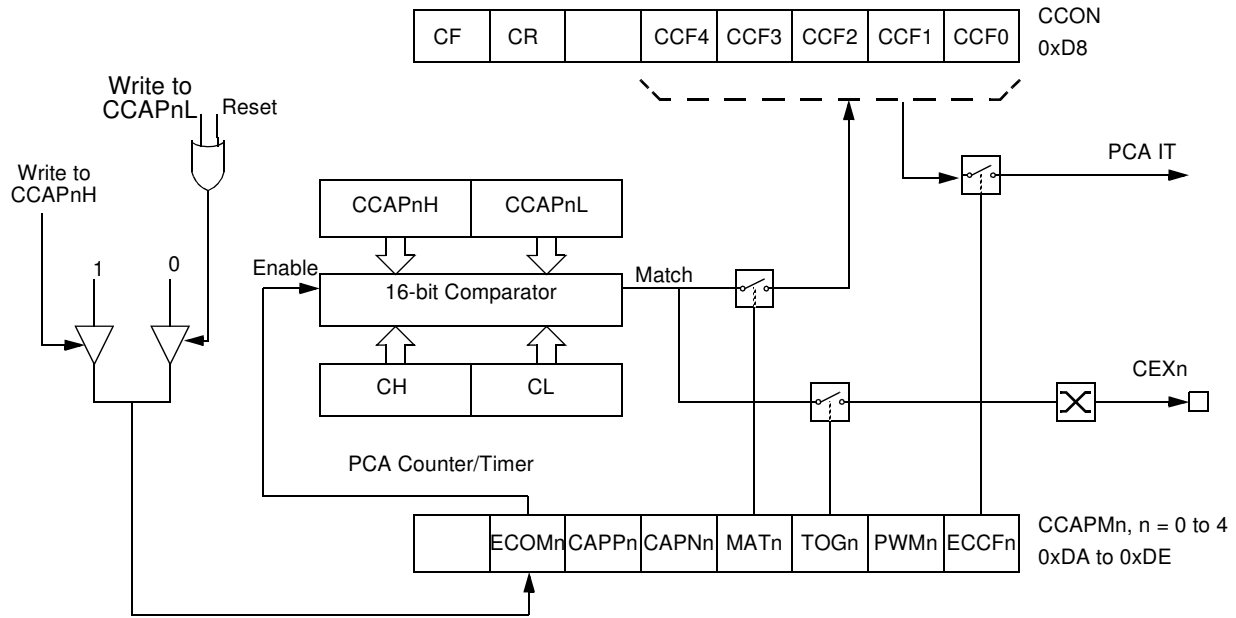 CF CR CCF4 CCF3 CCF2 CCF1 CCF0
CCON
0xD8
Write to
CCAPnL
Reset
Write to
CCAPnH
PCA IT
CCAPnH CCAPnL
1 0
Enable
16-bit Comparator
Match
CH CL
CEXn
PCA Counter/Timer
ECOMn CAPPn CAPNn MATn TOGn PWMn ECCFn
CCAPMn, n = 0 to 4
0xDA to 0xDE